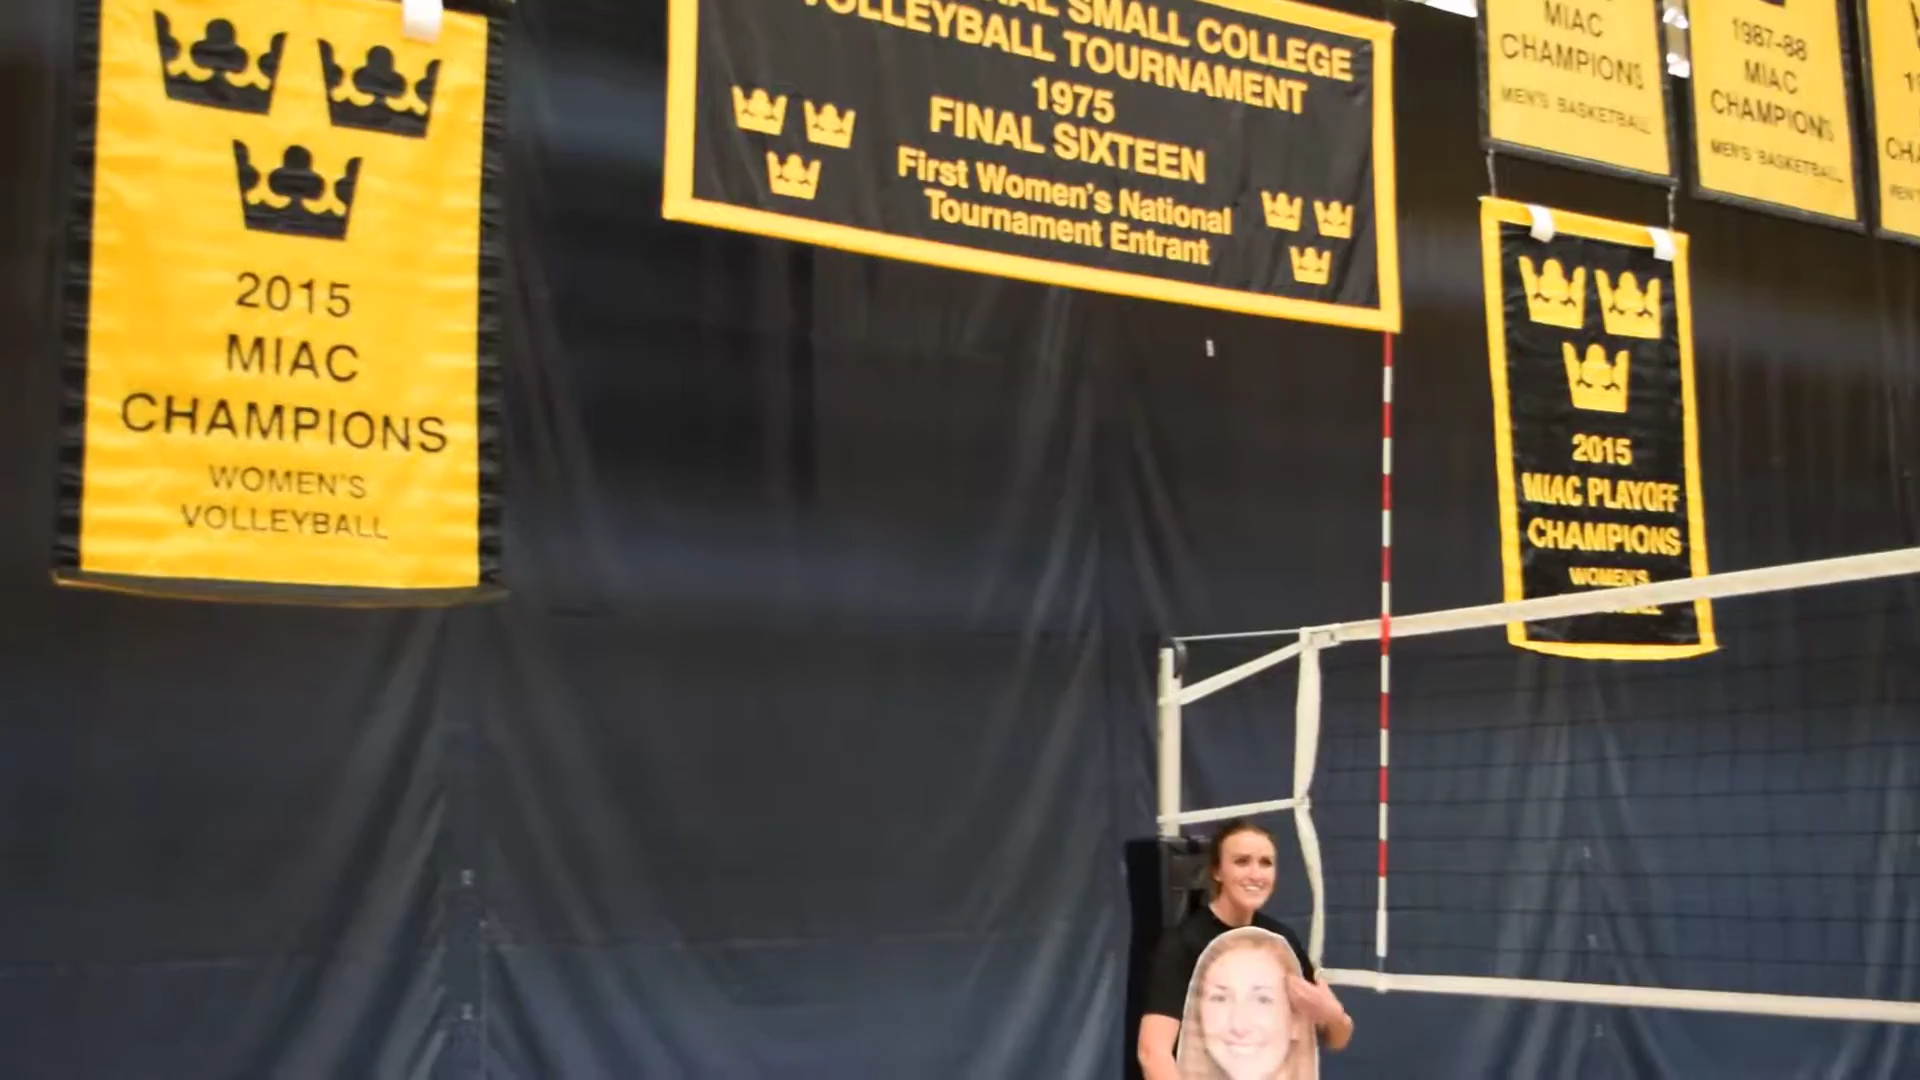 2015
MIAC
CHAMPIONS
WOMEN'S
VOLLEYBALL
SMALL COLLEGE
VOLLEYBALL TOURNAMENT
1975
FINAL SIXTEEN
First Women's National
Tournament Entrant
MIAC
CHAMPIONS
MEN'S BASKETBALL
1987-88
MIAC
CHAMPIONS
MEN'S BASKETBALL
2015
MIAC PLAYOFF
CHAMPIONS
WOMEN'S